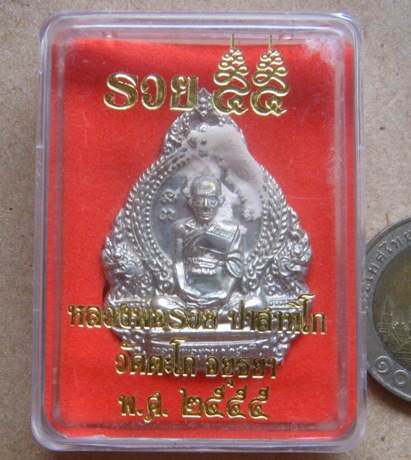 รวย ๕๕
หลวงพ่อรวย ปาสาทิโก
วัดตะโก อยุธยา
พ.ศ. ๒๕๕๕